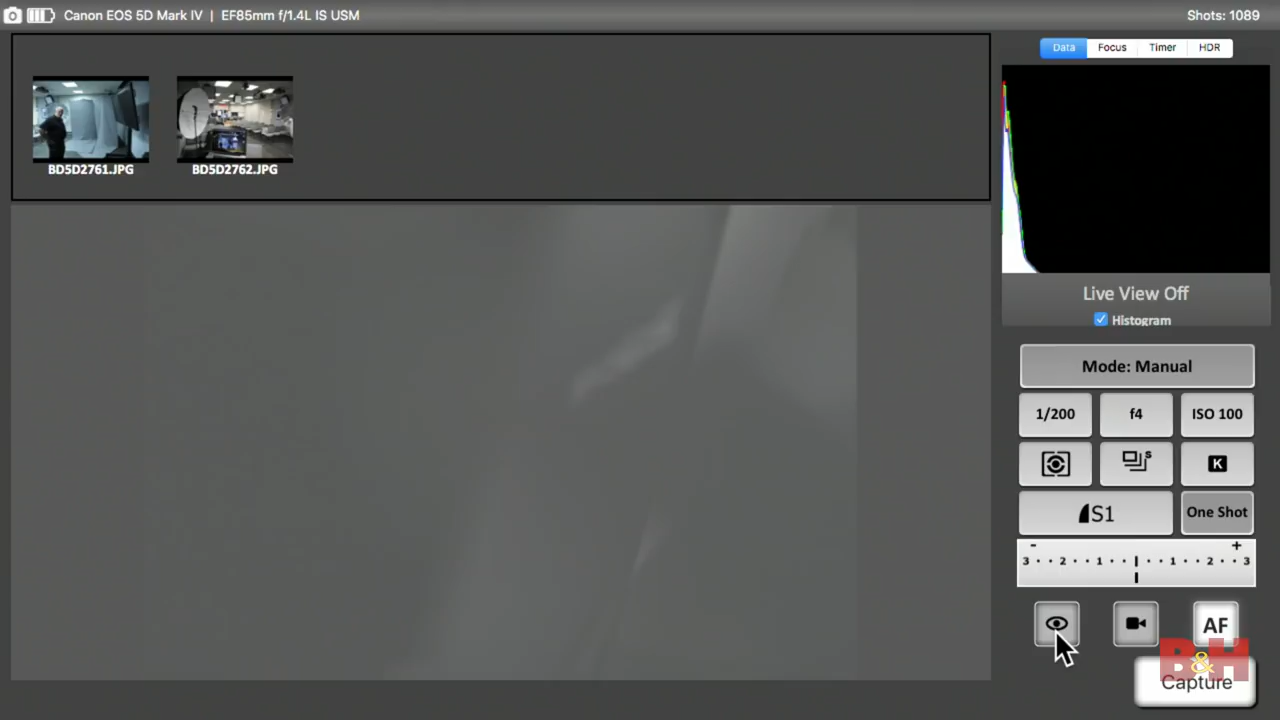 Canon EOS 5D Mark IV | EF85mm f/1.4L IS USM
Shots: 1089
Data Focus Timer HDR
BD5D2761.JPG BD5D2762.JPG
Live View Off
Histogram
Mode: Manual
1/200 f4 ISO 100
S K
S1 One Shot
- +
3 · · 2 · · 1 · · | · · 1 · · 2 · · 3
AF
B&H
Capture